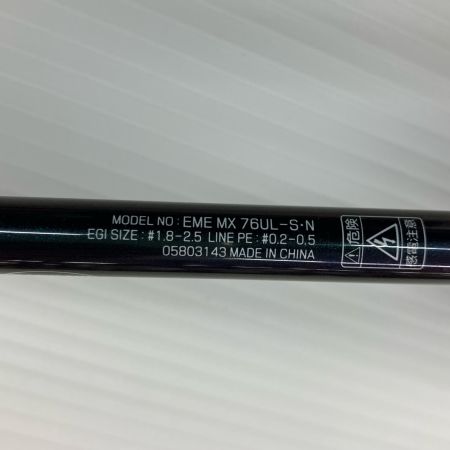 MODEL NO : EME MX 76UL-S・N
EGI SIZE : #1.8-2.5 LINE PE : #0.2-0.5
05803143 MADE IN CHINA
危険
感電注意